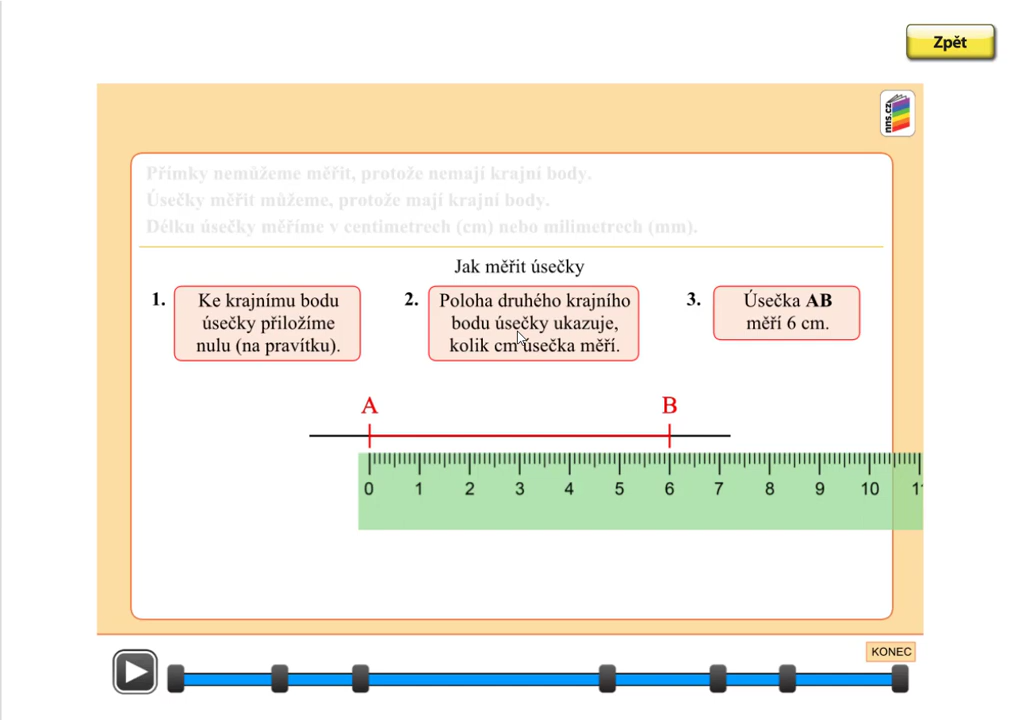 Zpět
nns.cz
Přímky nemůžeme měřit, protože nemají krajní body.
Úsečky měřit můžeme, protože mají krajní body.
Délku úsečky měříme v centimetrech (cm) nebo milimetrech (mm).
Jak měřit úsečky
1. Ke krajnímu bodu
úsečky přiložíme
nulu (na pravítku).
2. Poloha druhého krajního
bodu úsečky ukazuje,
kolik cm úsečka měří.
3. Úsečka AB
měří 6 cm.
A B
0 1 2 3 4 5 6 7 8 9 10 11
KONEC